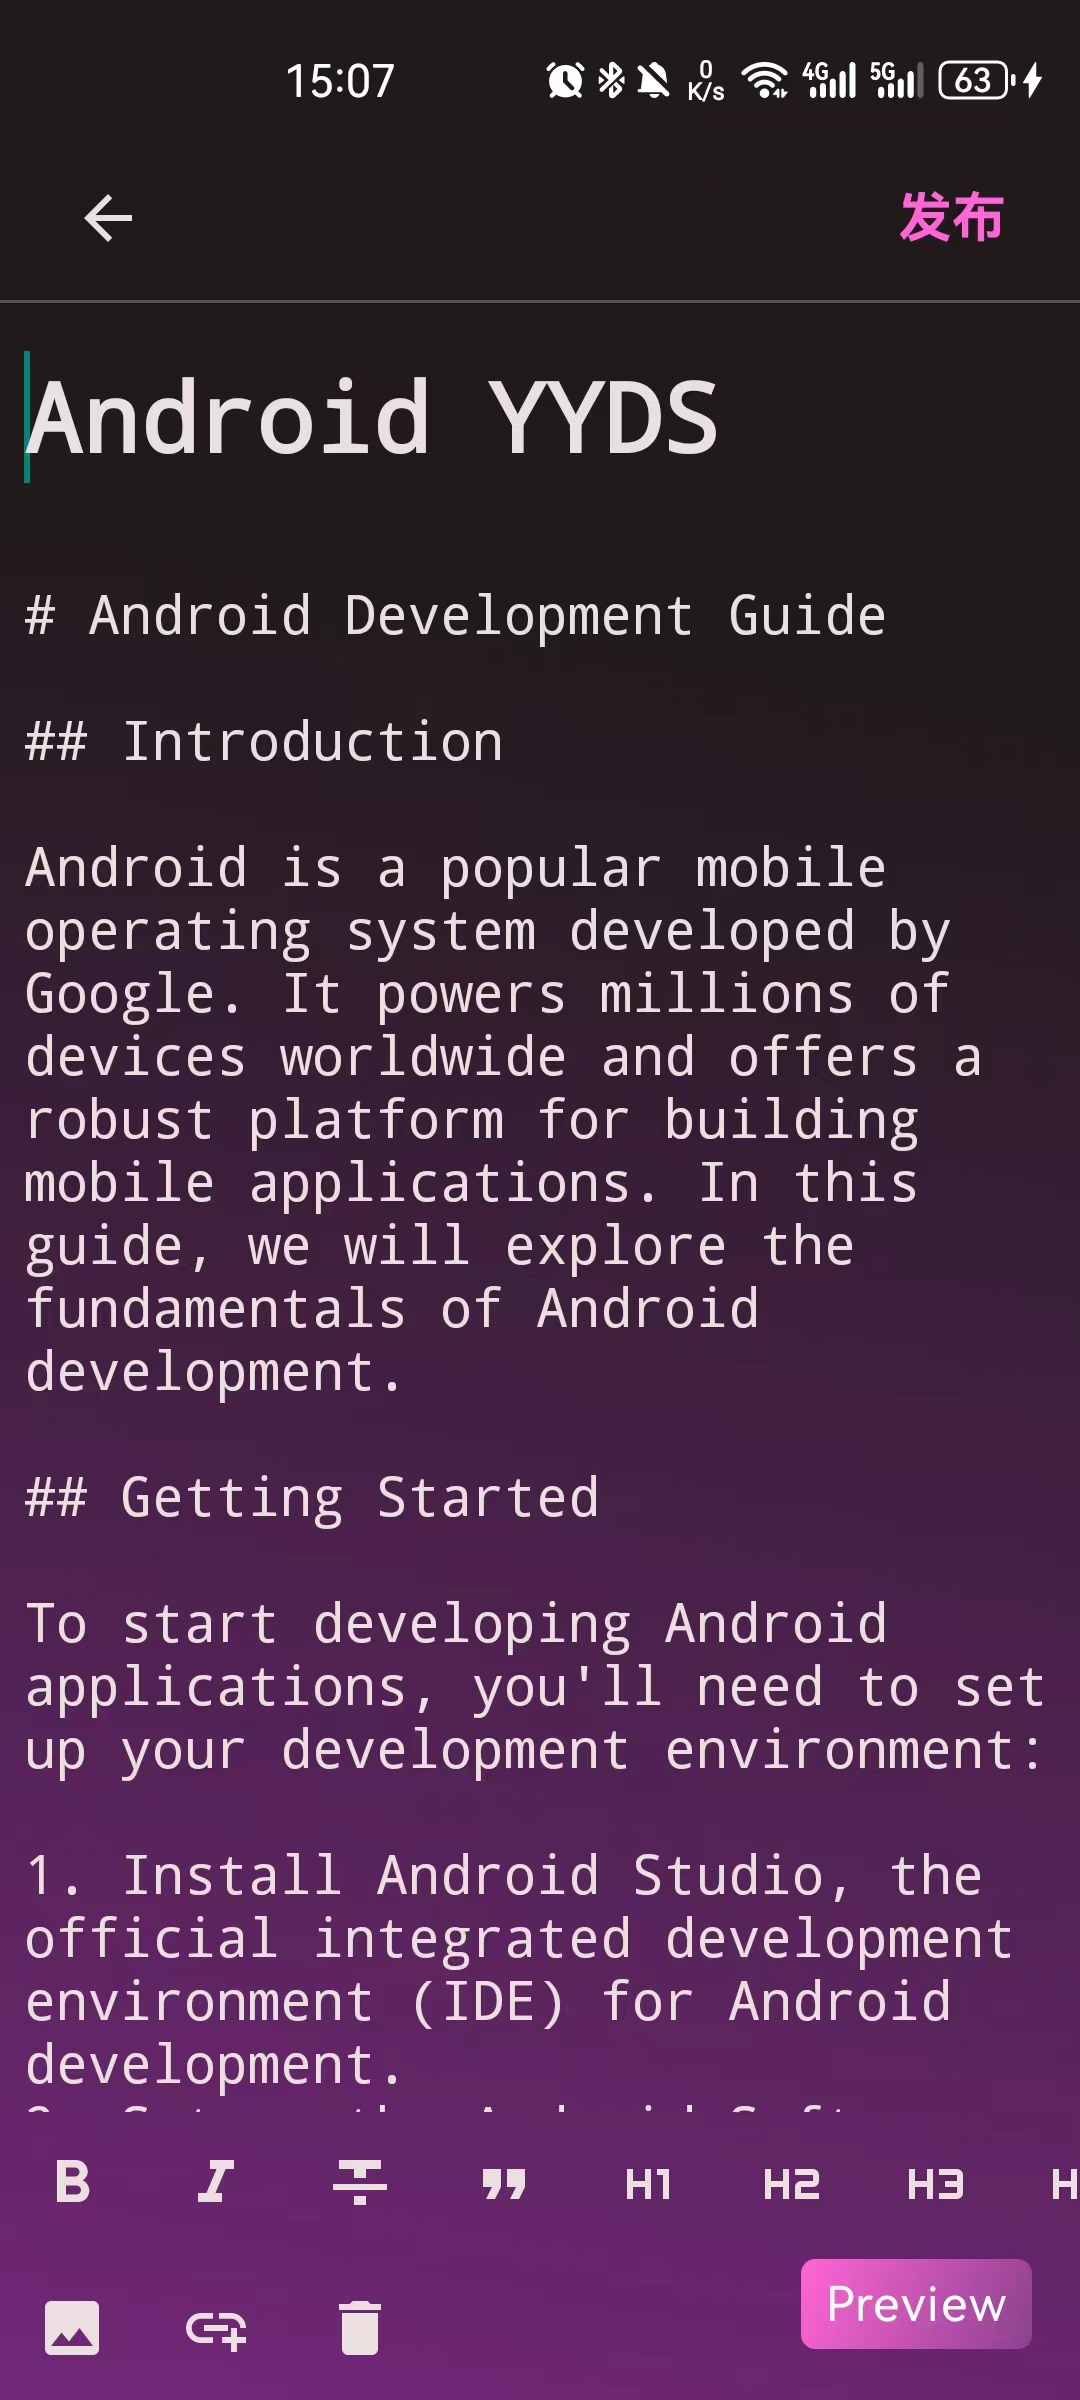 15:07
0
K/s
4G
5G
63
发布
Android YYDS
# Android Development Guide
## Introduction
Android is a popular mobile
operating system developed by
Google. It powers millions of
devices worldwide and offers a
robust platform for building
mobile applications. In this
guide, we will explore the
fundamentals of Android
development.
## Getting Started
To start developing Android
applications, you'll need to set
up your development environment:
1. Install Android Studio, the
official integrated development
environment (IDE) for Android
development.
B I T H1 H2 H3 H
Preview